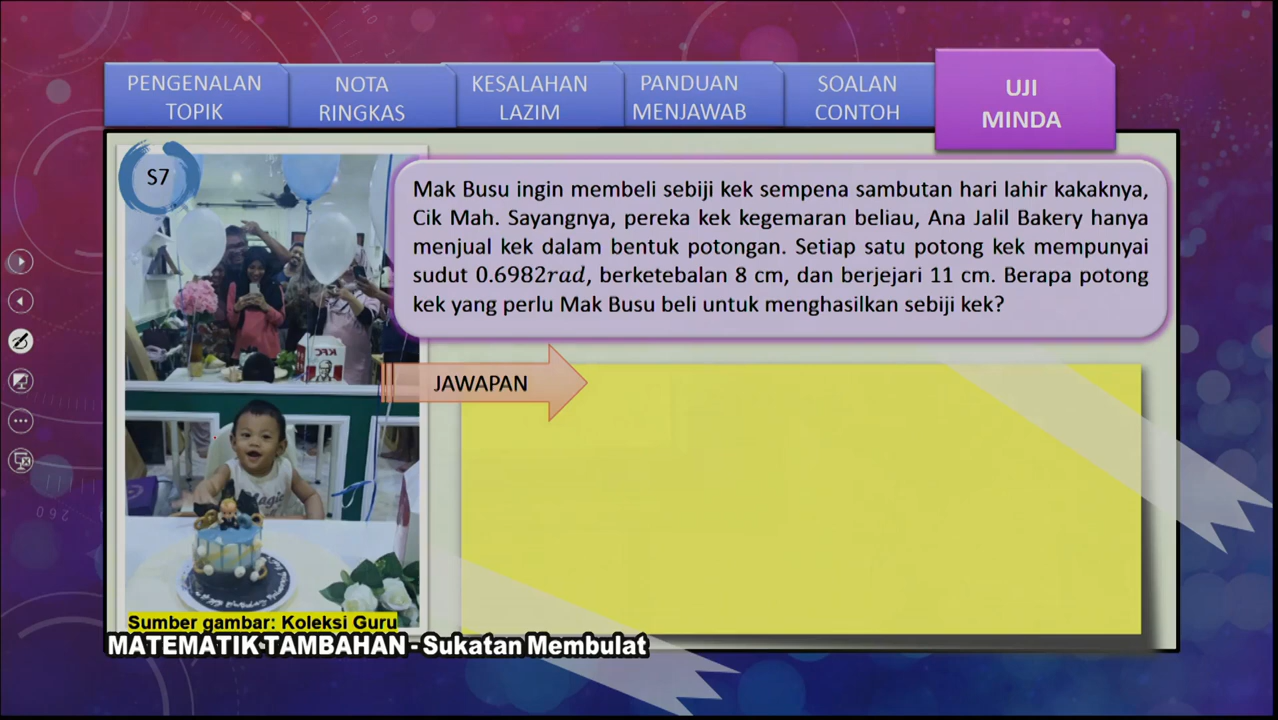 PENGENALAN
TOPIK
NOTA
RINGKAS
KESALAHAN
LAZIM
PANDUAN
MENJAWAB
SOALAN
CONTOH
UJI
MINDA
S7
Mak Busu ingin membeli sebiji kek sempena sambutan hari lahir kakaknya,
Cik Mah. Sayangnya, pereka kek kegemaran beliau, Ana Jalil Bakery hanya
menjual kek dalam bentuk potongan. Setiap satu potong kek mempunyai
sudut 0.6982rad, berketebalan 8 cm, dan berjejari 11 cm. Berapa potong
kek yang perlu Mak Busu beli untuk menghasilkan sebiji kek?
JAWAPAN
KFC
Magic
260
Sumber gambar: Koleksi Guru
MATEMATIK TAMBAHAN - Sukatan Membulat